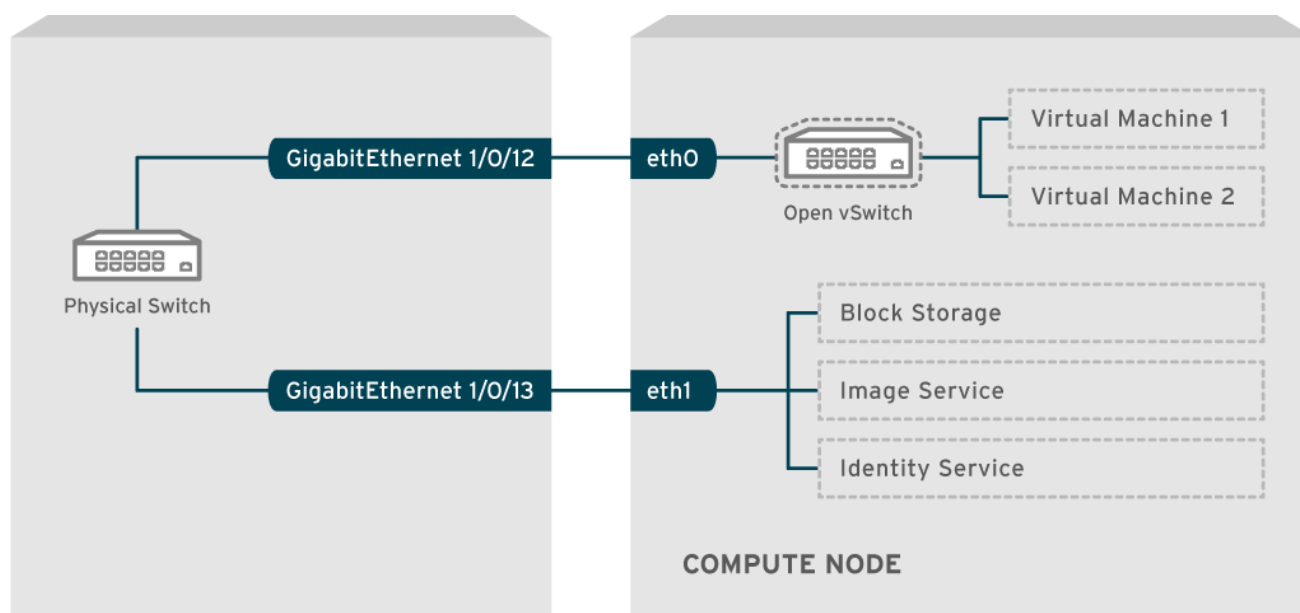 GigabitEthernet 1/0/12
eth0
Open vSwitch
Virtual Machine 1
Virtual Machine 2
Physical Switch
GigabitEthernet 1/0/13
eth1
Block Storage
Image Service
Identity Service
COMPUTE NODE